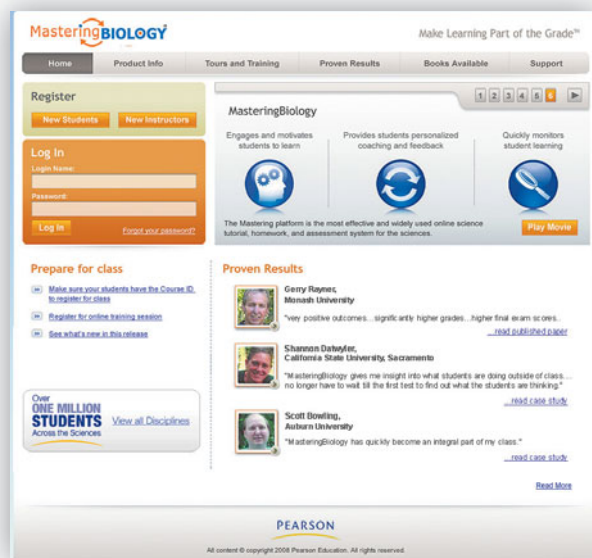 MasteringBIOLOGY®
Make Learning Part of the Grade™
Home Product Info Tours and Training Proven Results Books Available Support
Register
New Students New Instructors
Log In
Login Name:
Password:
Log In Forgot your password?
1 2 3 4 5 6
MasteringBiology
Engages and motivates
students to learn
Provides students personalized
coaching and feedback
Quickly monitors
student learning
The Mastering platform is the most effective and widely used online science
tutorial, homework, and assessment system for the sciences.
Play Movie
Prepare for class
Make sure your students have the Course ID
to register for class
Register for online training session
See what's new in this release
Over
ONE MILLION
STUDENTS
Across the Sciences
View all Disciplines
Proven Results
Gerry Rayner,
Monash University
"very positive outcomes...significantly higher grades...higher final exam scores..
...read published paper
Shannon Datwyler,
California State University, Sacramento
"MasteringBiology gives me insight into what students are doing outside of class....
no longer have to wait till the first test to find out what the students are thinking."
...read case study
Scott Bowling,
Auburn University
"MasteringBiology has quickly become an integral part of my class."
...read case study
Read More
PEARSON
All content © copyright 2008 Pearson Education. All rights reserved.